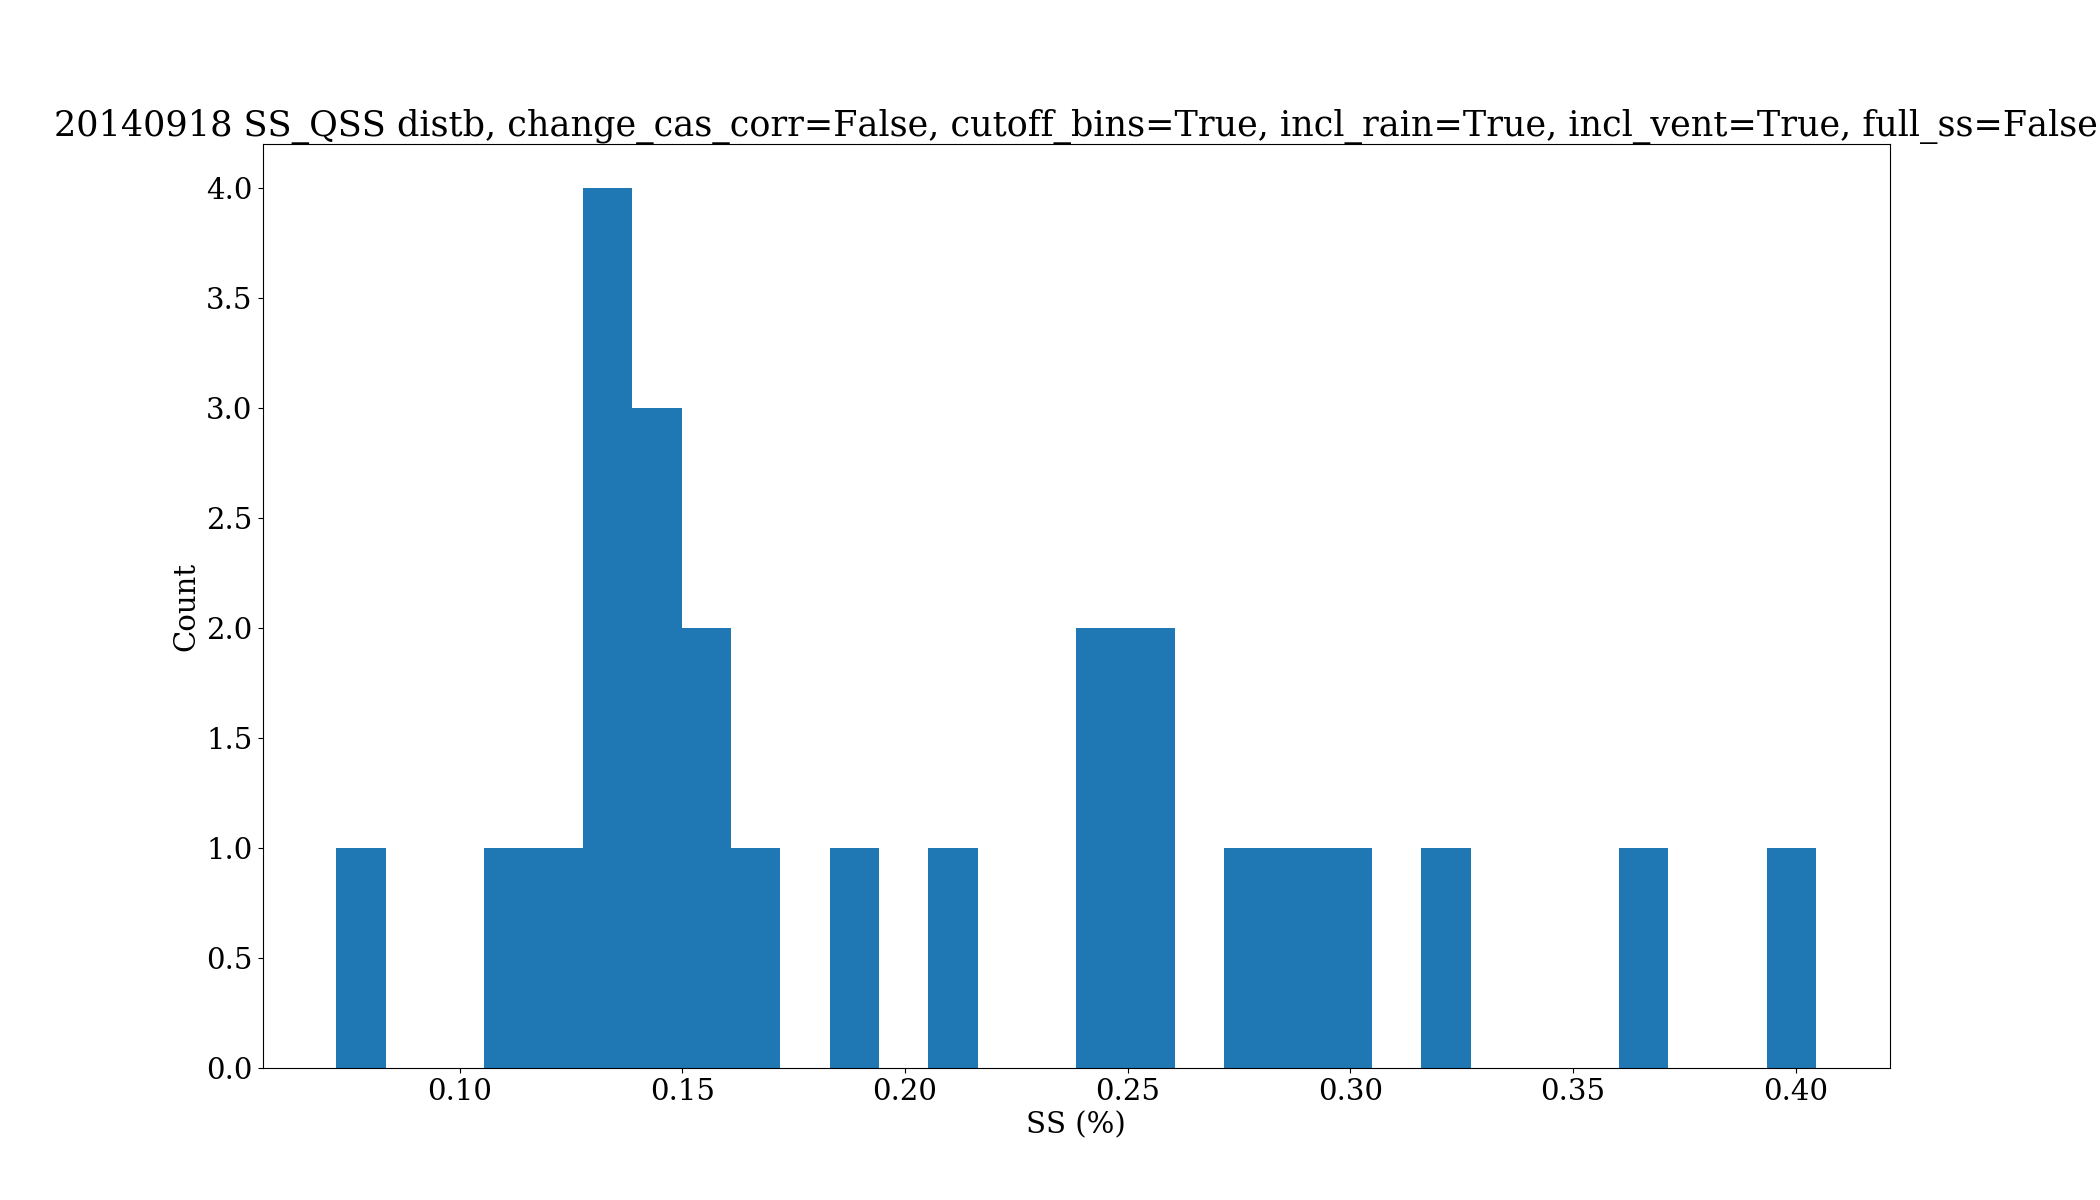 20140918 SS_QSS distb, change_cas_corr=False, cutoff_bins=True, incl_rain=True, incl_vent=True, full_ss=False
4.0
3.5
3.0
2.5
2.0
1.5
1.0
0.5
0.0
Count
0.10 0.15 0.20 0.25 0.30 0.35 0.40
SS (%)